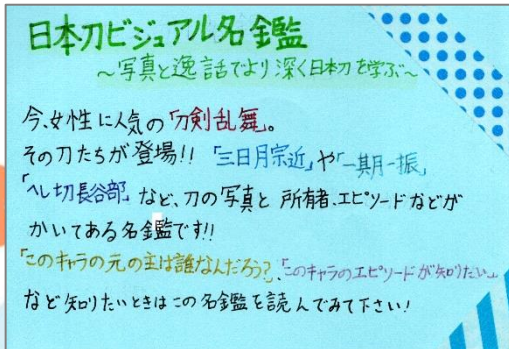 日本刀ビジュアル名鑑
～写真と逸話でより深く日本刀を学ぶ～
今、女性に人気の「刀剣乱舞」。
その刀たちが登場!! 「三日月宗近」や「一期一振」
「へし切長谷部」など、刀の写真と所有者、エピソードなどが
かいてある名鑑です!!
「このキャラの元の主は誰なんだろう?」「このキャラのエピソードが知りたい。」
など知りたいときはこの名鑑を読んでみて下さい!